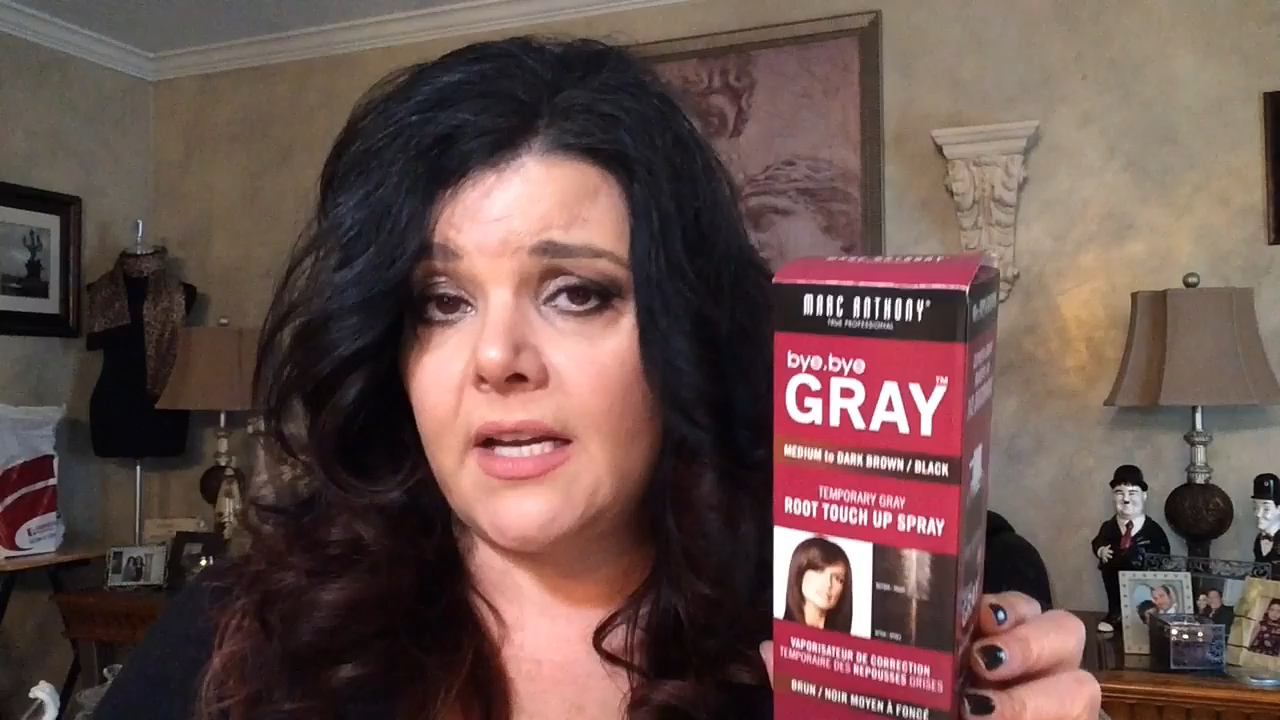 MARC ANTHONY®
TRUE PROFESSIONAL
bye.bye
GRAY™
MEDIUM to DARK BROWN / BLACK
TEMPORARY GRAY
ROOT TOUCH UP SPRAY
VAPORISATEUR DE CORRECTION
TEMPORAIRE DES REPOUSSES GRISES
BRUN / NOIR MOYEN À FONCÉ